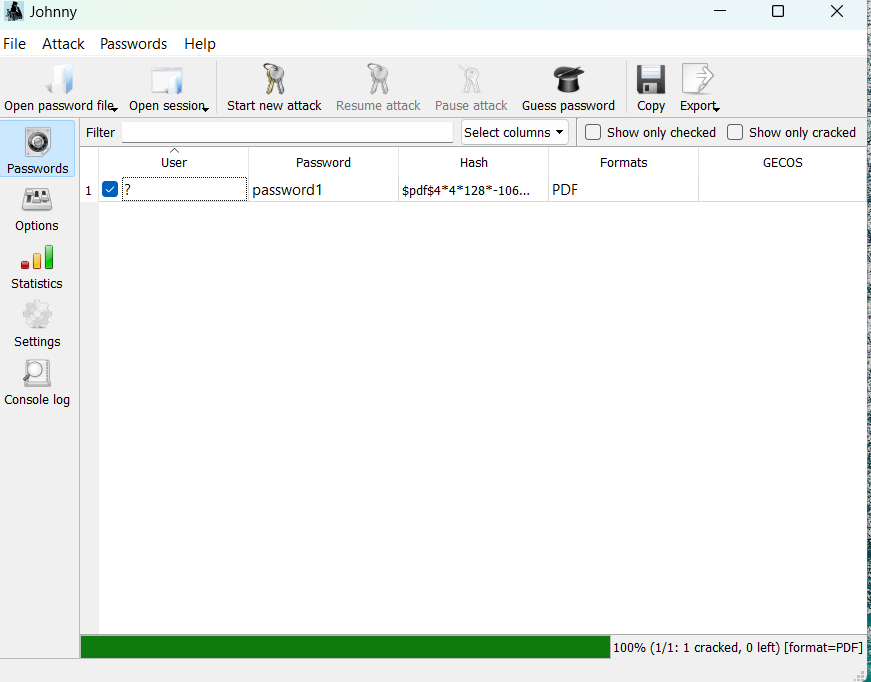 Johnny
File Attack Passwords Help
Open password file Open session Start new attack Resume attack Pause attack Guess password Copy Export
Filter Select columns Show only checked Show only cracked
Passwords
Options
Statistics
Settings
Console log
User Password Hash Formats GECOS
1 ? password1 $pdf$4*4*128*-106... PDF
100% (1/1: 1 cracked, 0 left) [format=PDF]